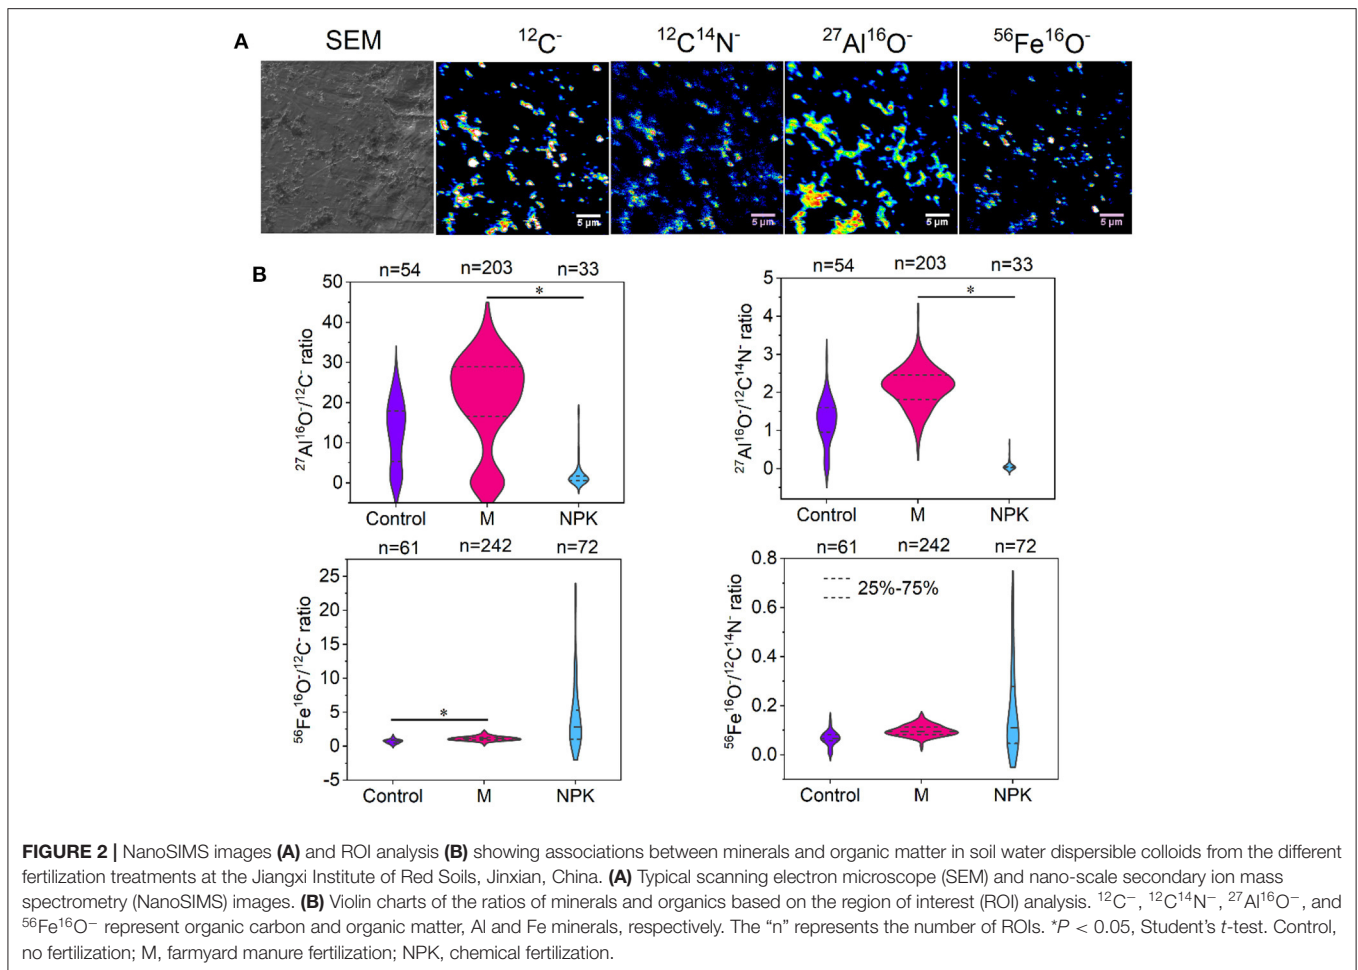 A
SEM
¹²C⁻
¹²C¹⁴N⁻
²⁷Al¹⁶O⁻
⁵⁶Fe¹⁶O⁻
5 µm
5 µm
5 µm
5 µm
B
n=54 n=203 n=33
50
40
30
20
10
0
²⁷Al¹⁶O⁻/¹²C⁻ ratio
*
Control M NPK
n=54 n=203 n=33
5
4
3
2
1
0
²⁷Al¹⁶O⁻/¹²C¹⁴N⁻ ratio
*
Control M NPK
n=61 n=242 n=72
25
20
15
10
5
0
-5
⁵⁶Fe¹⁶O⁻/¹²C⁻ ratio
*
Control M NPK
n=61 n=242 n=72
0.8
0.6
0.4
0.2
0.0
⁵⁶Fe¹⁶O⁻/¹²C¹⁴N⁻ ratio
25%-75%
Control M NPK
FIGURE 2 | NanoSIMS images (A) and ROI analysis (B) showing associations between minerals and organic matter in soil water dispersible colloids from the different
fertilization treatments at the Jiangxi Institute of Red Soils, Jinxian, China. (A) Typical scanning electron microscope (SEM) and nano-scale secondary ion mass
spectrometry (NanoSIMS) images. (B) Violin charts of the ratios of minerals and organics based on the region of interest (ROI) analysis. ¹²C⁻, ¹²C¹⁴N⁻, ²⁷Al¹⁶O⁻, and
⁵⁶Fe¹⁶O⁻ represent organic carbon and organic matter, Al and Fe minerals, respectively. The “n” represents the number of ROIs. *P < 0.05, Student’s t-test. Control,
no fertilization; M, farmyard manure fertilization; NPK, chemical fertilization.